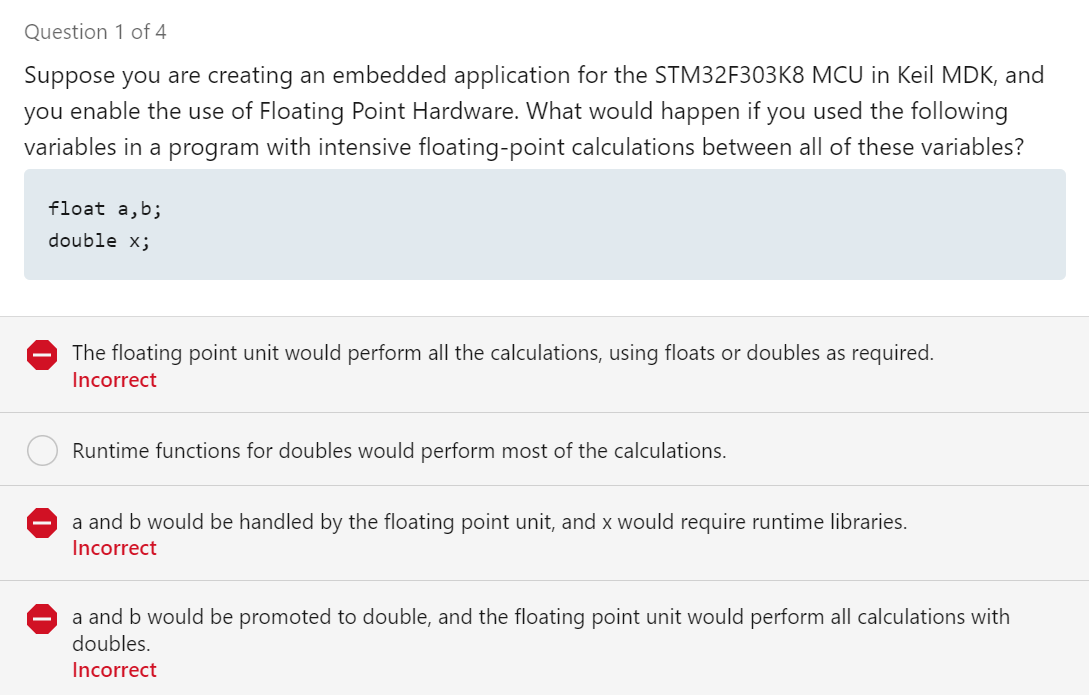 Question 1 of 4
Suppose you are creating an embedded application for the STM32F303K8 MCU in Keil MDK, and
you enable the use of Floating Point Hardware. What would happen if you used the following
variables in a program with intensive floating-point calculations between all of these variables?
float a,b;
double x;
The floating point unit would perform all the calculations, using floats or doubles as required.
Incorrect
Runtime functions for doubles would perform most of the calculations.
a and b would be handled by the floating point unit, and x would require runtime libraries.
Incorrect
a and b would be promoted to double, and the floating point unit would perform all calculations with
doubles.
Incorrect